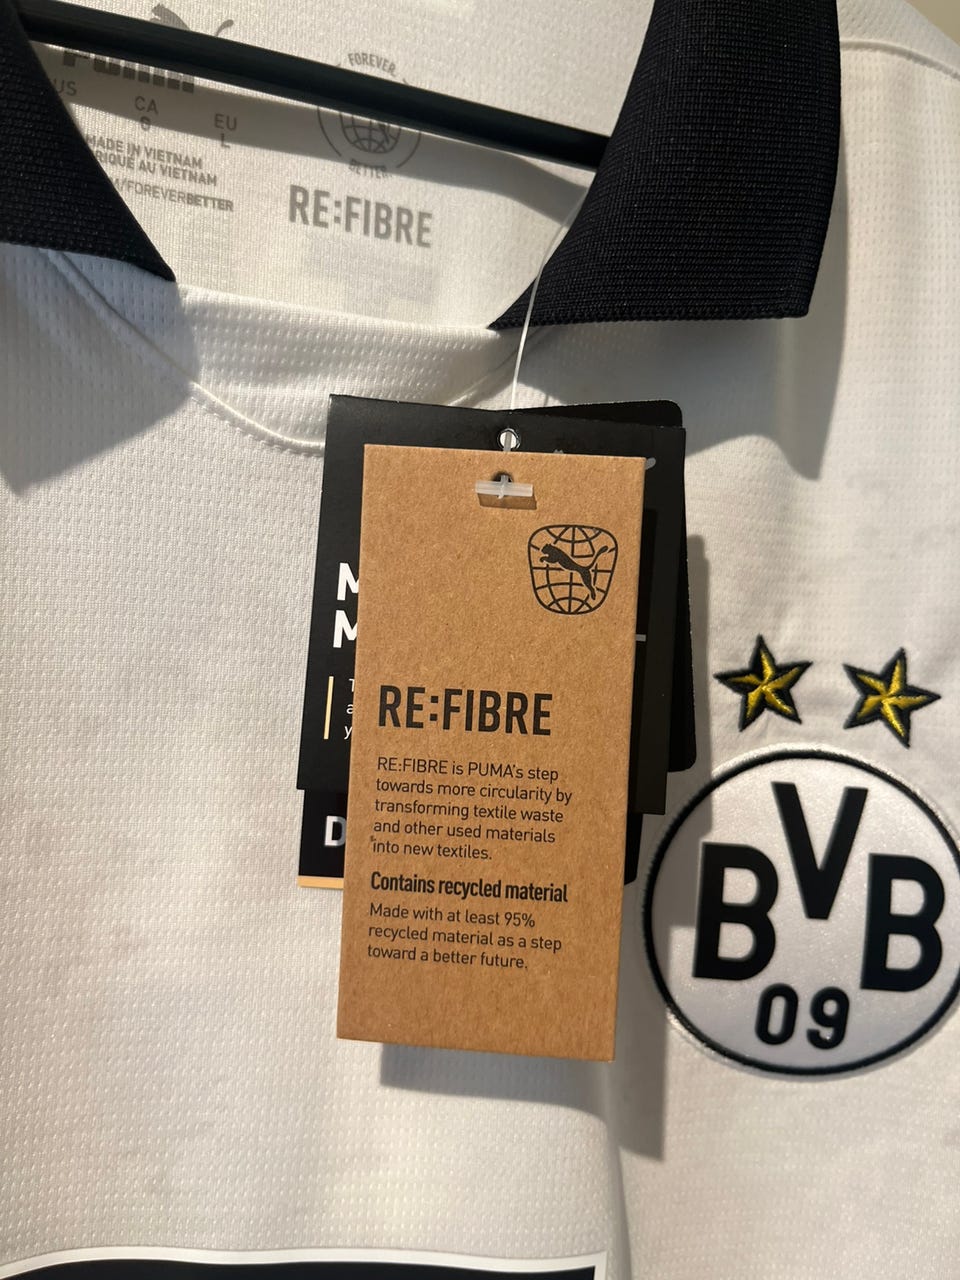 PUMA
US
CA
S
EU
L
MADE IN VIETNAM
AU VIETNAM
/FOREVERBETTER
FOREVER
BETTER
RE:FIBRE
RE:FIBRE
RE:FIBRE is PUMA's step
towards more circularity by
transforming textile waste
and other used materials
into new textiles.
Contains recycled material
Made with at least 95%
recycled material as a step
toward a better future.
M
M
T
a
y
D
BVB
09